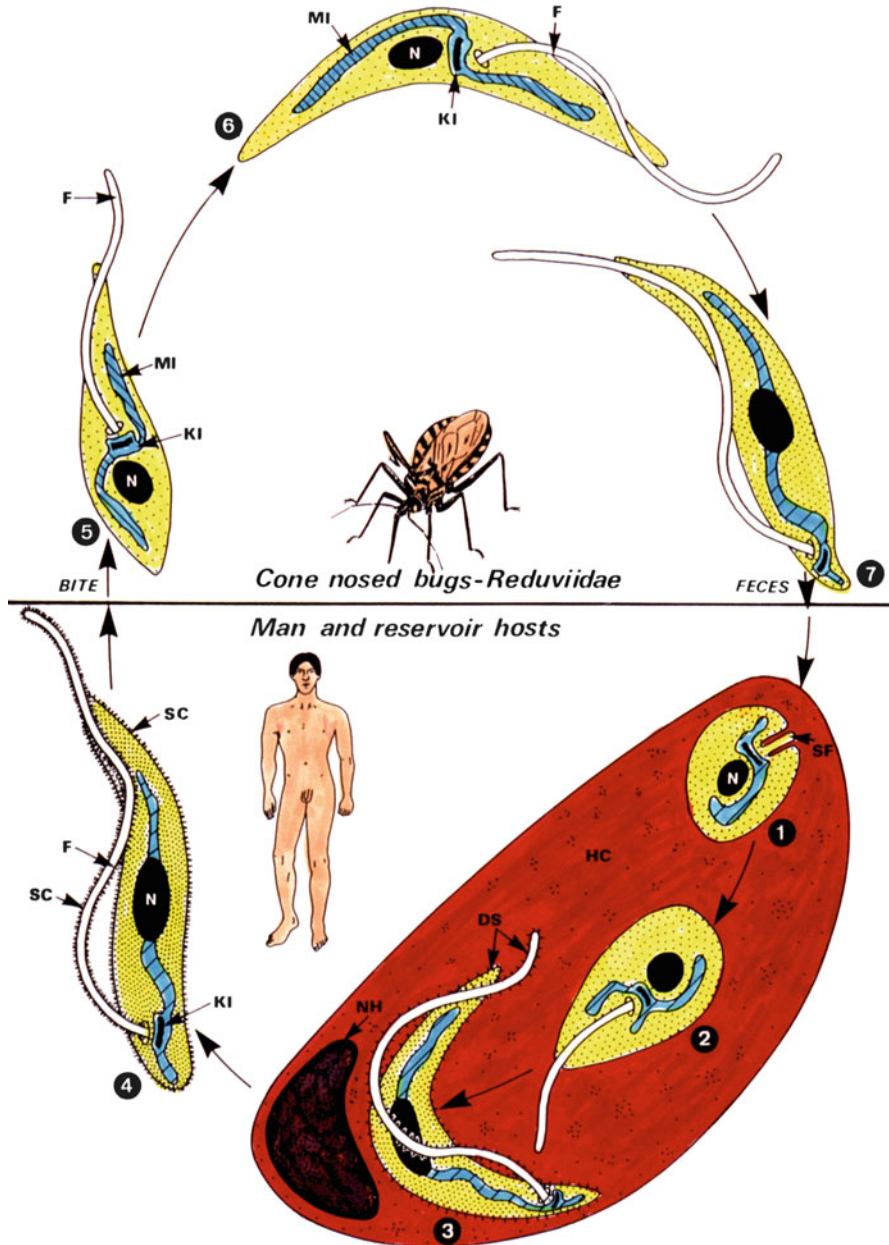 MI
F
N
KI
6
F
MI
KI
N
5
7
BITE
Cone nosed bugs-Reduviidae
FECES
Man and reservoir hosts
SC
SF
N
1
HC
F
SC
N
DS
NH
KI
2
4
3